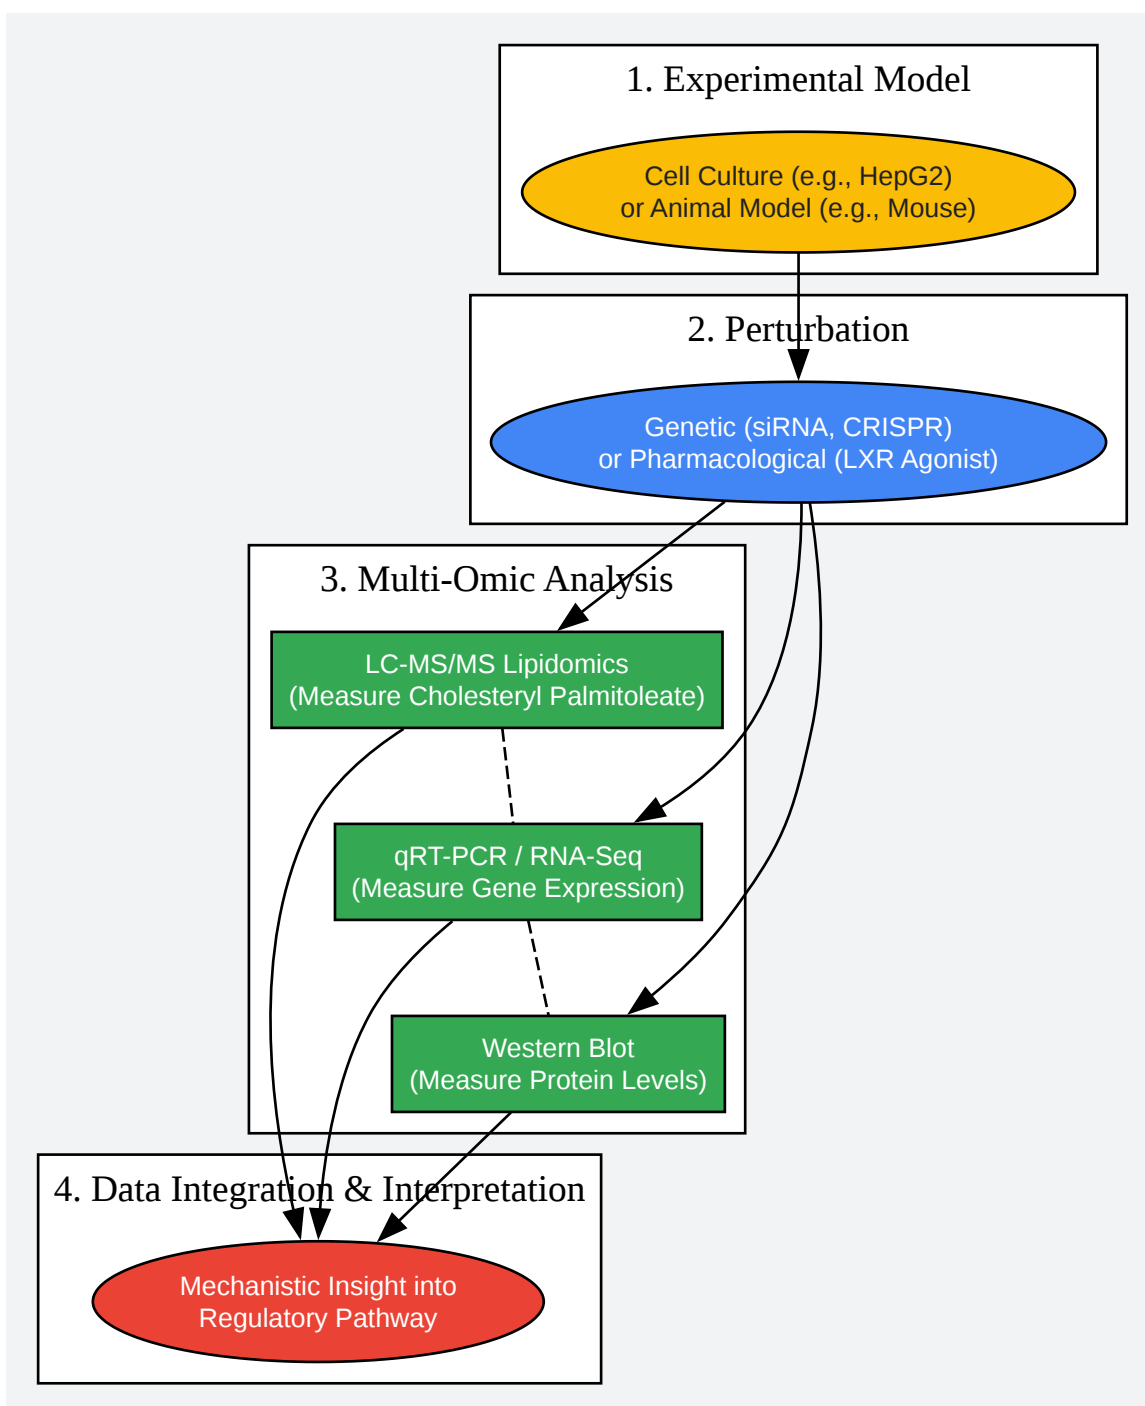 1. Experimental Model
Cell Culture (e.g., HepG2)
or Animal Model (e.g., Mouse)
2. Perturbation
Genetic (siRNA, CRISPR)
or Pharmacological (LXR Agonist)
3. Multi-Omic Analysis
LC-MS/MS Lipidomics
(Measure Cholesteryl Palmitoleate)
qRT-PCR / RNA-Seq
(Measure Gene Expression)
Western Blot
(Measure Protein Levels)
4. Data Integration & Interpretation
Mechanistic Insight into
Regulatory Pathway